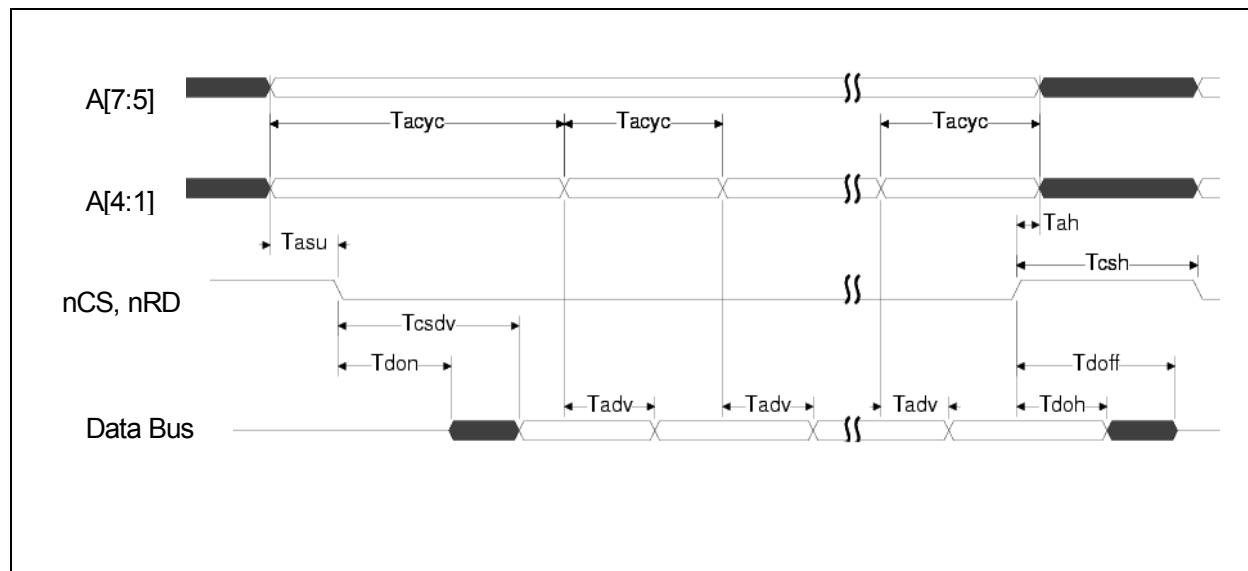 A[7:5]
Tacyc Tacyc Tacyc
A[4:1]
Tasu Tah
Tcsh
nCS, nRD
Tcsdv
Tdon Tdoff
Tadv Tadv Tadv Tdoh
Data Bus